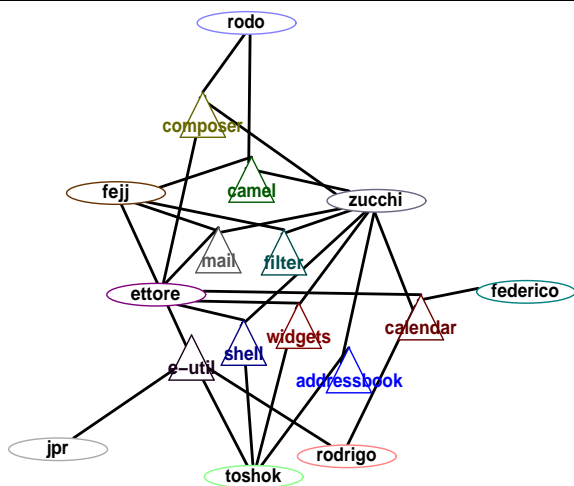 rodo
composer
camel
fejj
zucchi
mail
filter
ettore
federico
widgets
calendar
shell
e-util
addressbook
jpr
rodrigo
toshok